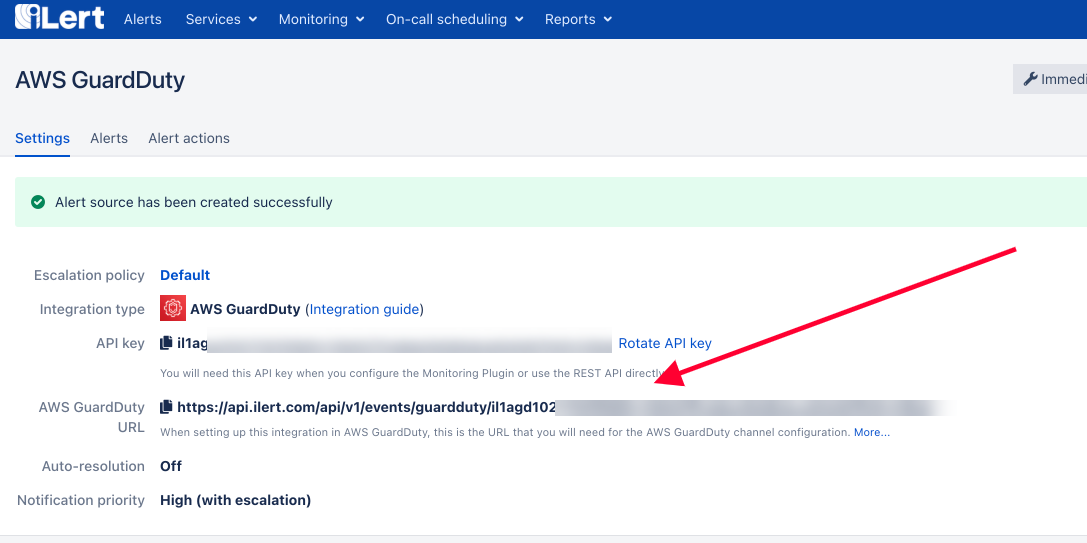 iLert Alerts Services Monitoring On-call scheduling Reports
AWS GuardDuty
Immedi
Settings Alerts Alert actions
Alert source has been created successfully
Escalation policy Default
Integration type AWS GuardDuty (Integration guide)
API key il1ag Rotate API key
You will need this API key when you configure the Monitoring Plugin or use the REST API directly
AWS GuardDuty URL https://api.ilert.com/api/v1/events/guardduty/il1agd102
When setting up this integration in AWS GuardDuty, this is the URL that you will need for the AWS GuardDuty channel configuration. More...
Auto-resolution Off
Notification priority High (with escalation)